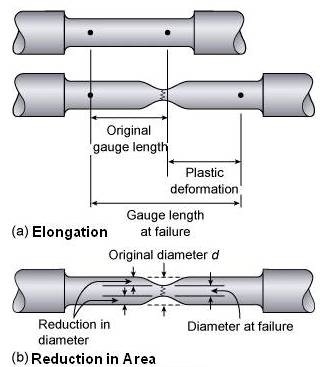 Original
gauge length
Plastic
deformation
Gauge length
at failure
(a) Elongation
Original diameter d
Reduction in
diameter
Diameter at failure
(b) Reduction in Area